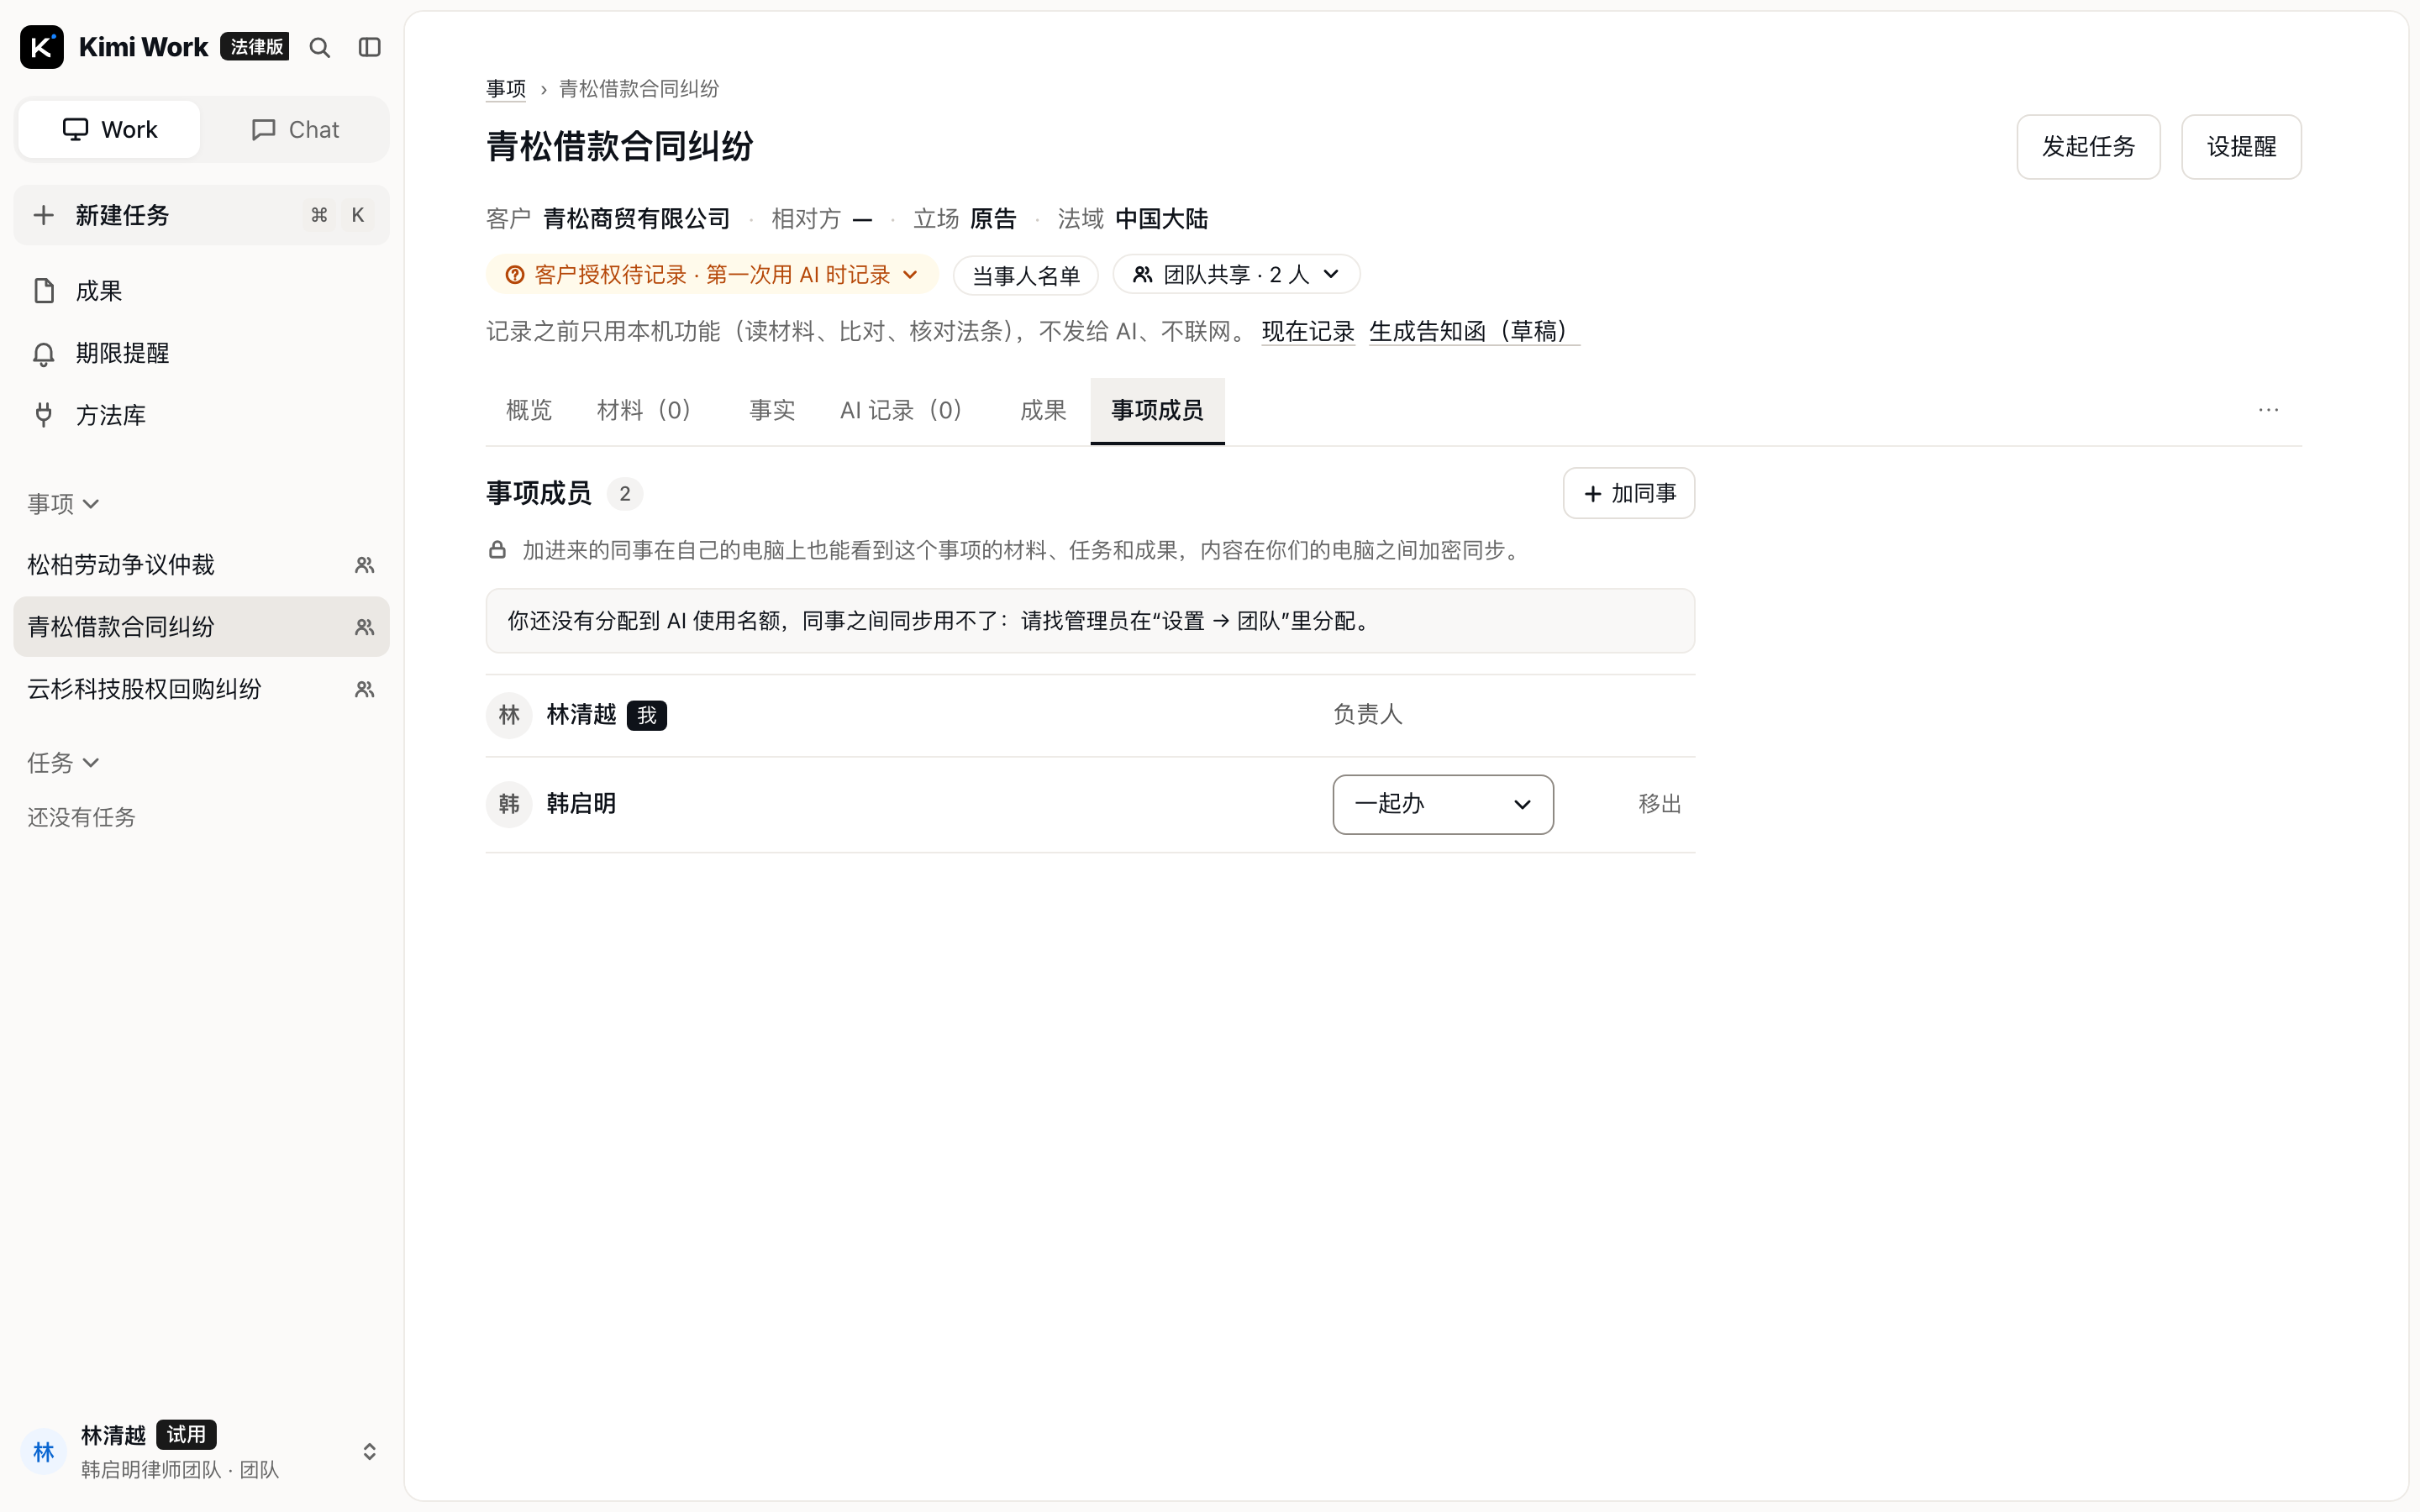 Kimi Work 法律版
Work Chat
新建任务 ⌘ K
成果
期限提醒
方法库
事项
松柏劳动争议仲裁
青松借款合同纠纷
云杉科技股权回购纠纷
任务
还没有任务
林 林清越 试用
韩启明律师团队 · 团队
事项 › 青松借款合同纠纷
青松借款合同纠纷
发起任务 设提醒
客户 青松商贸有限公司 · 相对方 — · 立场 原告 · 法域 中国大陆
客户授权待记录 · 第一次用 AI 时记录 当事人名单 团队共享 · 2 人
记录之前只用本机功能（读材料、比对、核对法条），不发给 AI、不联网。 现在记录 生成告知函（草稿）
概览 材料（0） 事实 AI 记录（0） 成果 事项成员 ···
事项成员 2 + 加同事
加进来的同事在自己的电脑上也能看到这个事项的材料、任务和成果，内容在你们的电脑之间加密同步。
你还没有分配到 AI 使用名额，同事之间同步用不了：请找管理员在“设置 → 团队”里分配。
林 林清越 我 负责人
韩 韩启明 一起办 移出